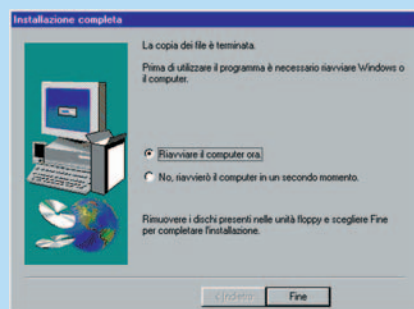 Installazione completa
La copia dei file è terminata.
Prima di utilizzare il programma è necessario riavviare Windows o
il computer.
Riavviare il computer ora.
No, riavvierò il computer in un secondo momento.
Rimuovere i dischi presenti nelle unità floppy e scegliere Fine
per completare l'installazione.
< Indietro
Fine